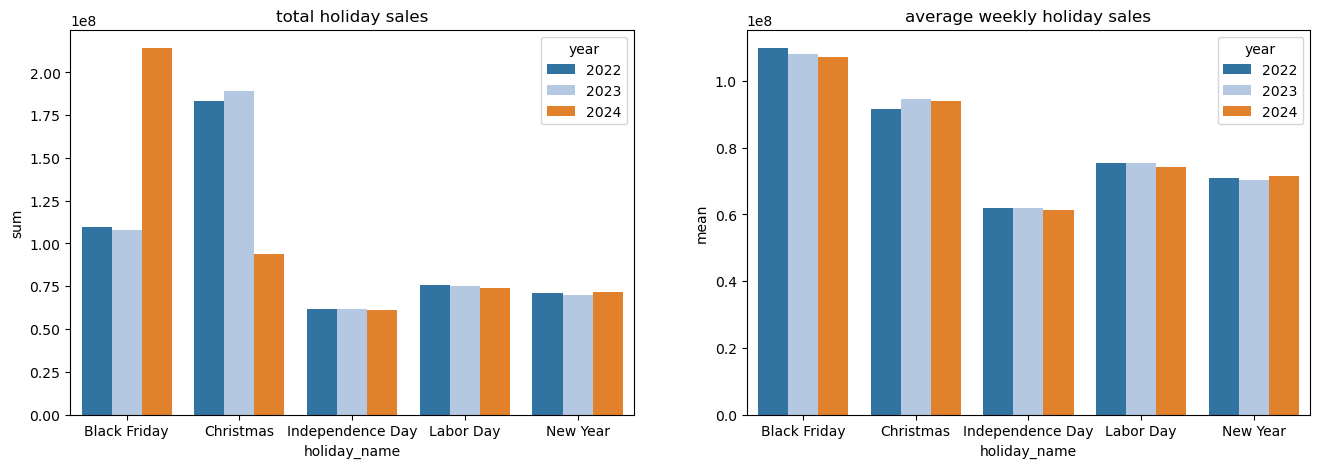 total holiday sales
1e8
sum
2.00
1.75
1.50
1.25
1.00
0.75
0.50
0.25
0.00
year
2022
2023
2024
Black Friday Christmas Independence Day Labor Day New Year
holiday_name
average weekly holiday sales
1e8
mean
1.0
0.8
0.6
0.4
0.2
0.0
year
2022
2023
2024
Black Friday Christmas Independence Day Labor Day New Year
holiday_name